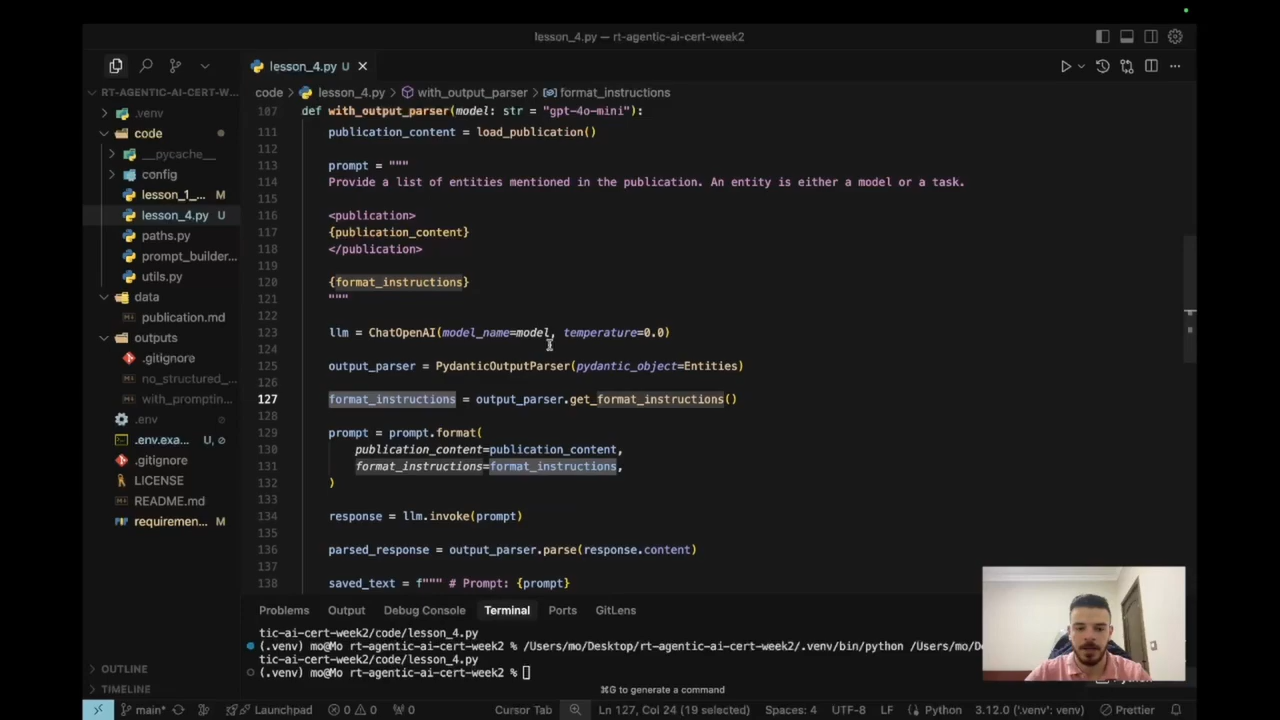 lesson_4.py — rt-agentic-ai-cert-week2
lesson_4.py U
RT-AGENTIC-AI-CERT-W...
.venv
code
__pycache__
config
lesson_1_... M
lesson_4.py U
paths.py
prompt_builder...
utils.py
data
publication.md
outputs
.gitignore
no_structured_...
with_promptin...
.env
.env.exa... U,
.gitignore
LICENSE
README.md
requiremen... M
OUTLINE
TIMELINE
code lesson_4.py with_output_parser format_instructions
107 def with_output_parser(model: str = "gpt-4o-mini"):
111 publication_content = load_publication()
112
113 prompt = """
114 Provide a list of entities mentioned in the publication. An entity is either a model or a task.
115
116 <publication>
117 {publication_content}
118 </publication>
119
120 {format_instructions}
121 """
122
123 llm = ChatOpenAI(model_name=model, temperature=0.0)
124
125 output_parser = PydanticOutputParser(pydantic_object=Entities)
126
127 format_instructions = output_parser.get_format_instructions()
128
129 prompt = prompt.format(
130 publication_content=publication_content,
131 format_instructions=format_instructions,
132 )
133
134 response = llm.invoke(prompt)
135
136 parsed_response = output_parser.parse(response.content)
137
138 saved_text = f""" # Prompt: {prompt}
Problems Output Debug Console Terminal Ports GitLens
tic-ai-cert-week2/code/lesson_4.py
(.venv) mo@Mo rt-agentic-ai-cert-week2 % /Users/mo/Desktop/rt-agentic-ai-cert-week2/.venv/bin/python /Users/mo/De
tic-ai-cert-week2/code/lesson_4.py
(.venv) mo@Mo rt-agentic-ai-cert-week2 %
⌘G to generate a command
main* Launchpad 0 0 0 Cursor Tab Ln 127, Col 24 (19 selected) Spaces: 4 UTF-8 LF Python 3.12.0 ('.venv': venv) Prettier